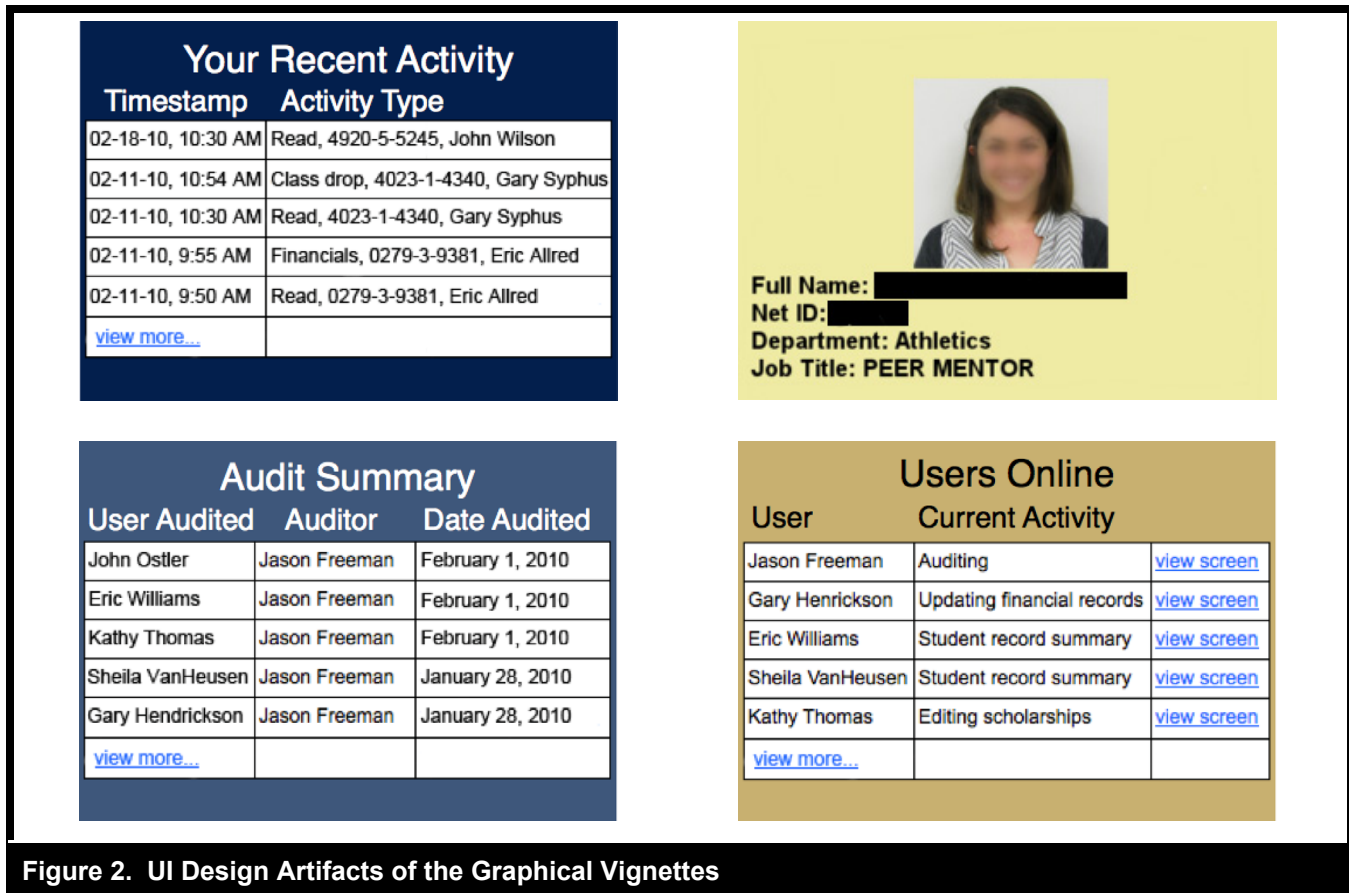 Your Recent Activity
Timestamp Activity Type
02-18-10, 10:30 AM Read, 4920-5-5245, John Wilson
02-11-10, 10:54 AM Class drop, 4023-1-4340, Gary Syphus
02-11-10, 10:30 AM Read, 4023-1-4340, Gary Syphus
02-11-10, 9:55 AM Financials, 0279-3-9381, Eric Allred
02-11-10, 9:50 AM Read, 0279-3-9381, Eric Allred
view more...
Full Name:
Net ID:
Department: Athletics
Job Title: PEER MENTOR
Audit Summary
User Audited Auditor Date Audited
John Ostler Jason Freeman February 1, 2010
Eric Williams Jason Freeman February 1, 2010
Kathy Thomas Jason Freeman February 1, 2010
Sheila VanHeusen Jason Freeman January 28, 2010
Gary Hendrickson Jason Freeman January 28, 2010
view more...
Users Online
User Current Activity
Jason Freeman Auditing view screen
Gary Henrickson Updating financial records view screen
Eric Williams Student record summary view screen
Sheila VanHeusen Student record summary view screen
Kathy Thomas Editing scholarships view screen
view more...
Figure 2. UI Design Artifacts of the Graphical Vignettes